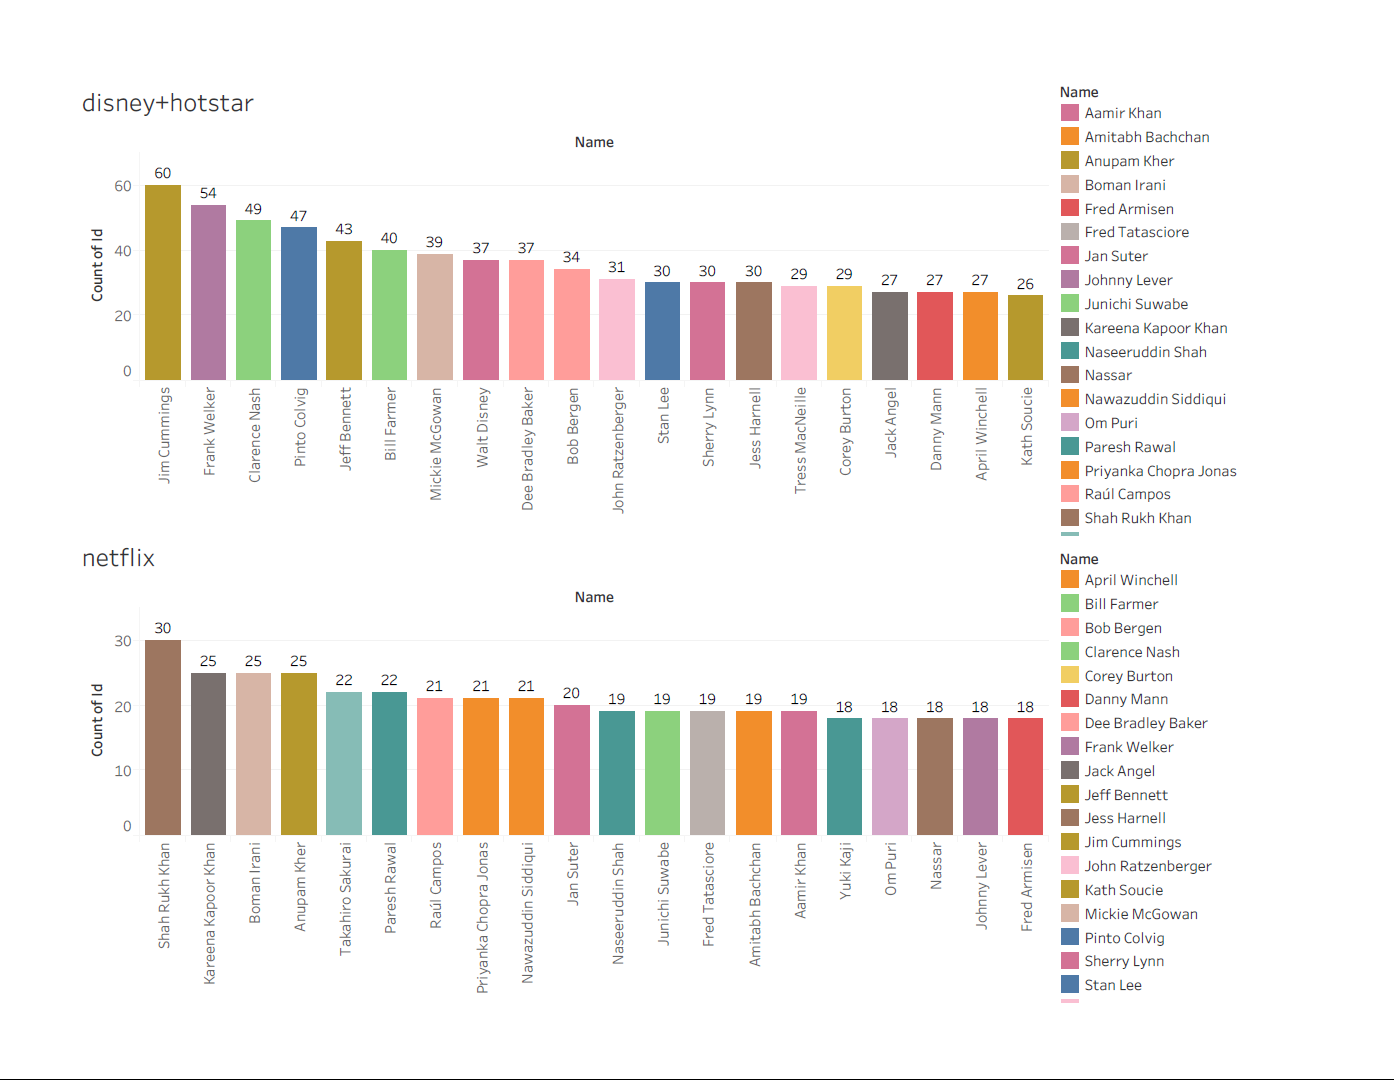 disney+hotstar
Name
60 54 49 47 43 40 39 37 37 34 31 30 30 30 29 29 27 27 27 26
60
40
20
0
Count of Id
Jim Cummings
Frank Welker
Clarence Nash
Pinto Colvig
Jeff Bennett
Bill Farmer
Mickie McGowan
Walt Disney
Dee Bradley Baker
Bob Bergen
John Ratzenberger
Stan Lee
Sherry Lynn
Jess Harnell
Tress MacNeille
Corey Burton
Jack Angel
Danny Mann
April Winchell
Kath Soucie
Name
Aamir Khan
Amitabh Bachchan
Anupam Kher
Boman Irani
Fred Armisen
Fred Tatasciore
Jan Suter
Johnny Lever
Junichi Suwabe
Kareena Kapoor Khan
Naseeruddin Shah
Nassar
Nawazuddin Siddiqui
Om Puri
Paresh Rawal
Priyanka Chopra Jonas
Raúl Campos
Shah Rukh Khan
netflix
Name
30 25 25 25 22 22 21 21 21 20 19 19 19 19 19 18 18 18 18 18
30
20
10
0
Count of Id
Shah Rukh Khan
Kareena Kapoor Khan
Boman Irani
Anupam Kher
Takahiro Sakurai
Paresh Rawal
Raúl Campos
Priyanka Chopra Jonas
Nawazuddin Siddiqui
Jan Suter
Naseeruddin Shah
Junichi Suwabe
Fred Tatasciore
Amitabh Bachchan
Aamir Khan
Yuki Kaji
Om Puri
Nassar
Johnny Lever
Fred Armisen
Name
April Winchell
Bill Farmer
Bob Bergen
Clarence Nash
Corey Burton
Danny Mann
Dee Bradley Baker
Frank Welker
Jack Angel
Jeff Bennett
Jess Harnell
Jim Cummings
John Ratzenberger
Kath Soucie
Mickie McGowan
Pinto Colvig
Sherry Lynn
Stan Lee